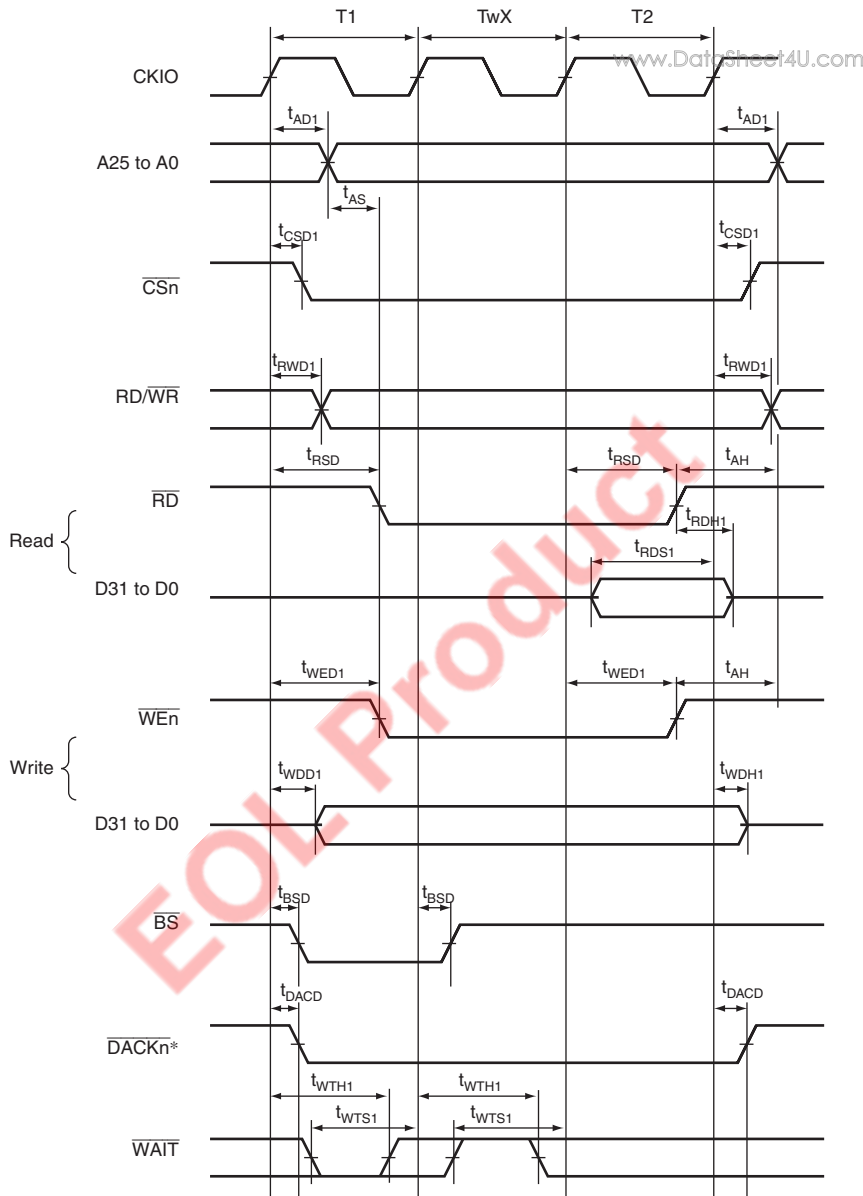 T1 TwX T2
www.DataSheet4U.com
CKIO
tAD1 tAD1
A25 to A0
tAS
tCSD1 tCSD1
CSn
tRWD1 tRWD1
RD/WR
tRSD tRSD tAH
RD
tRDH1
Read
tRDS1
D31 to D0
tWED1 tWED1 tAH
WEn
Write
tWDD1 tWDH1
D31 to D0
tBSD tBSD
BS
tDACD tDACD
DACKn*
tWTH1 tWTH1
tWTS1 tWTS1
WAIT
EOL Product